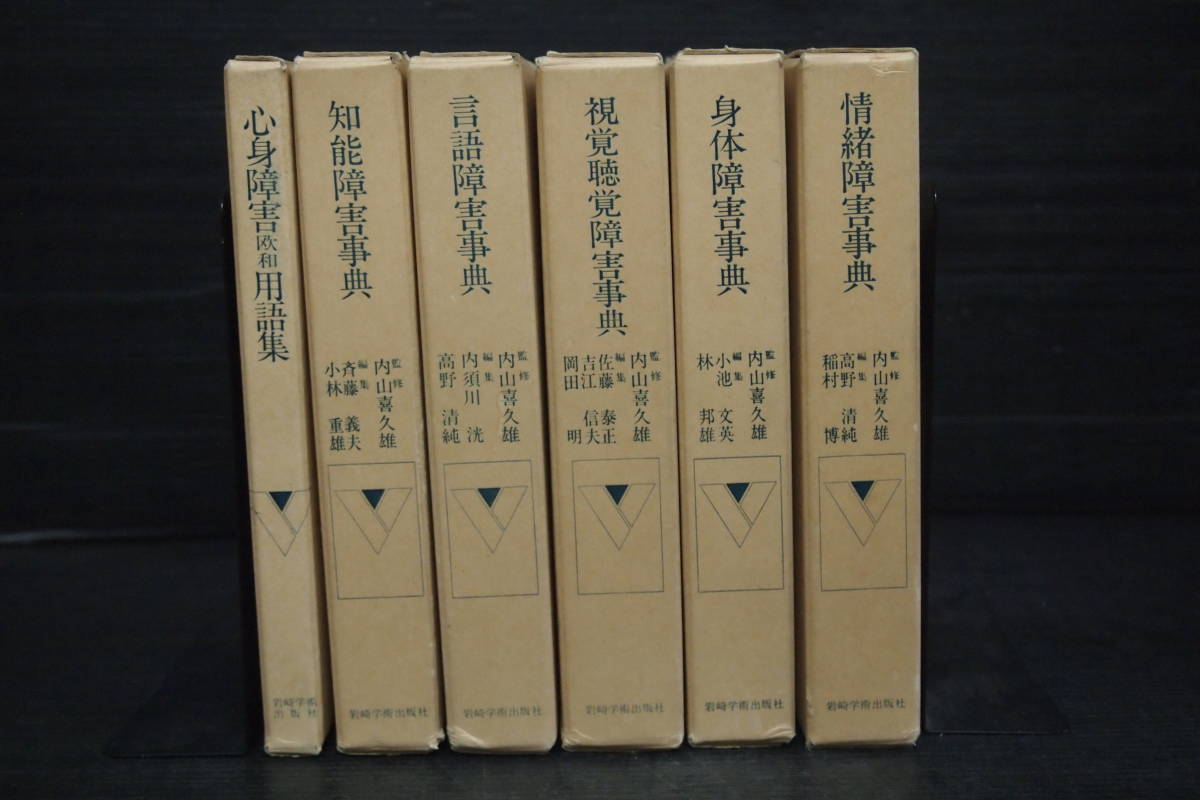 心身障害欧和用語集
岩崎学術
出版社
知能障害事典
監修
内山喜久雄
編集
斉藤 義夫
小林 重雄
岩崎学術出版社
言語障害事典
監修
内山喜久雄
編集
内須川 洸
高野 清純
岩崎学術出版社
視覚聴覚障害事典
監修
内山喜久雄
編集
佐藤 泰正
吉江 信夫
岡田 明
岩崎学術出版社
身体障害事典
監修
内山喜久雄
編集
小池 文英
林 邦雄
岩崎学術出版社
情緒障害事典
監修
内山喜久雄
編集
高野 清純
稲村 博
岩崎学術出版社